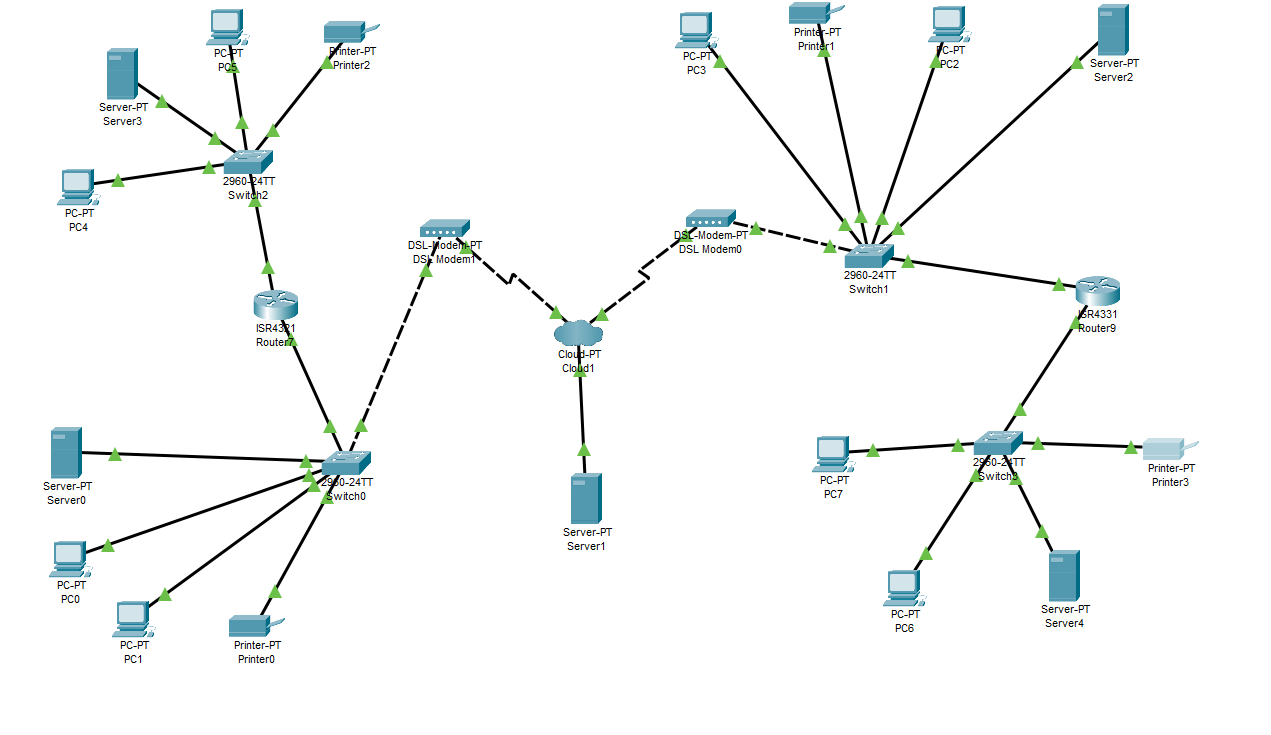 PC-PT
PC5
Printer-PT
Printer2
Server-PT
Server3
2960-24TT
Switch2
PC-PT
PC4
ISR4321
Router7
DSL-Modem-PT
DSL Modem1
DSL-Modem-PT
DSL Modem0
Cloud-PT
Cloud1
Server-PT
Server1
PC-PT
PC3
Printer-PT
Printer1
PC-PT
PC2
Server-PT
Server2
2960-24TT
Switch1
ISR4331
Router9
Server-PT
Server0
2960-24TT
Switch0
PC-PT
PC0
PC-PT
PC1
Printer-PT
Printer0
PC-PT
PC7
2960-24TT
Switch3
Printer-PT
Printer3
PC-PT
PC6
Server-PT
Server4